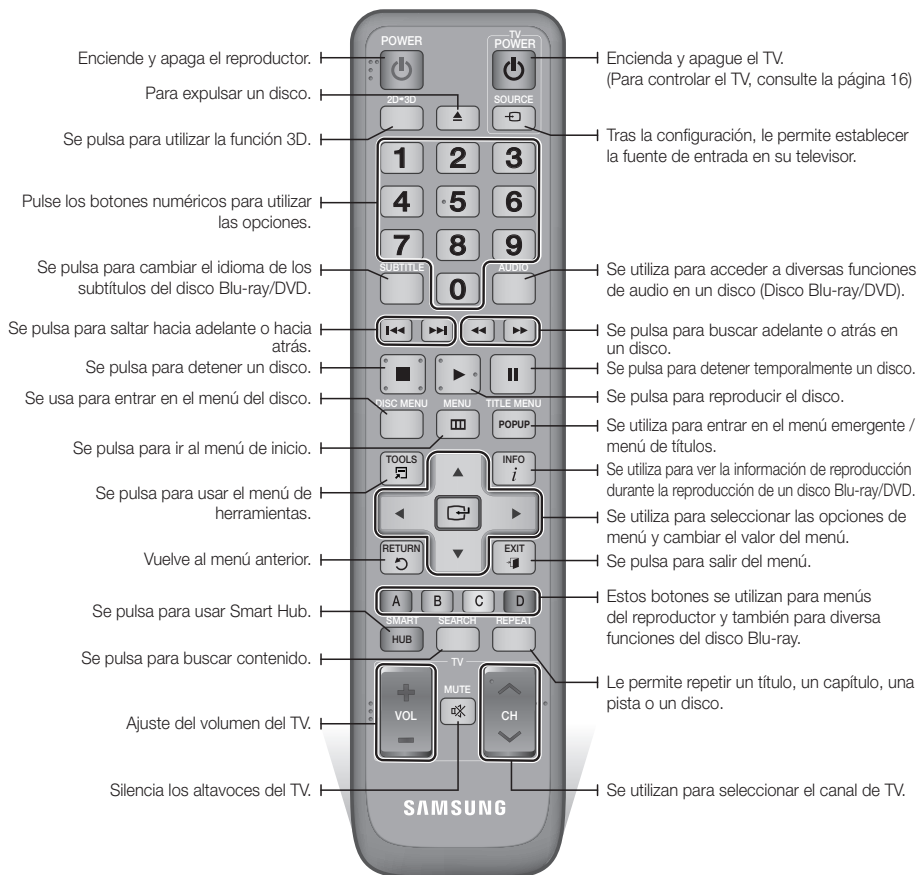 Enciende y apaga el reproductor.
Para expulsar un disco.
Se pulsa para utilizar la función 3D.
Pulse los botones numéricos para utilizar
las opciones.
Se pulsa para cambiar el idioma de los
subtítulos del disco Blu-ray/DVD.
Se pulsa para saltar hacia adelante o hacia
atrás.
Se pulsa para detener un disco.
Se usa para entrar en el menú del disco.
Se pulsa para ir al menú de inicio.
Se pulsa para usar el menú de
herramientas.
Vuelve al menú anterior.
Se pulsa para usar Smart Hub.
Se pulsa para buscar contenido.
Ajuste del volumen del TV.
Silencia los altavoces del TV.
POWER
TV
POWER
2D➞3D
SOURCE
1 2 3
4 5 6
7 8 9
SUBTITLE
0
AUDIO
DISC MENU
MENU
TITLE MENU
POPUP
TOOLS
INFO
i
RETURN
EXIT
A B C D
SMART
HUB
SEARCH
REPEAT
TV
VOL
MUTE
CH
SAMSUNG
Encienda y apague el TV.
(Para controlar el TV, consulte la página 16)
Tras la configuración, le permite establecer
la fuente de entrada en su televisor.
Se utiliza para acceder a diversas funciones
de audio en un disco (Disco Blu-ray/DVD).
Se pulsa para buscar adelante o atrás en
un disco.
Se pulsa para detener temporalmente un disco.
Se pulsa para reproducir el disco.
Se utiliza para entrar en el menú emergente /
menú de títulos.
Se utiliza para ver la información de reproducción
durante la reproducción de un disco Blu-ray/DVD.
Se utiliza para seleccionar las opciones de
menú y cambiar el valor del menú.
Se pulsa para salir del menú.
Estos botones se utilizan para menús
del reproductor y también para diversa
funciones del disco Blu-ray.
Le permite repetir un título, un capítulo, una
pista o un disco.
Se utilizan para seleccionar el canal de TV.